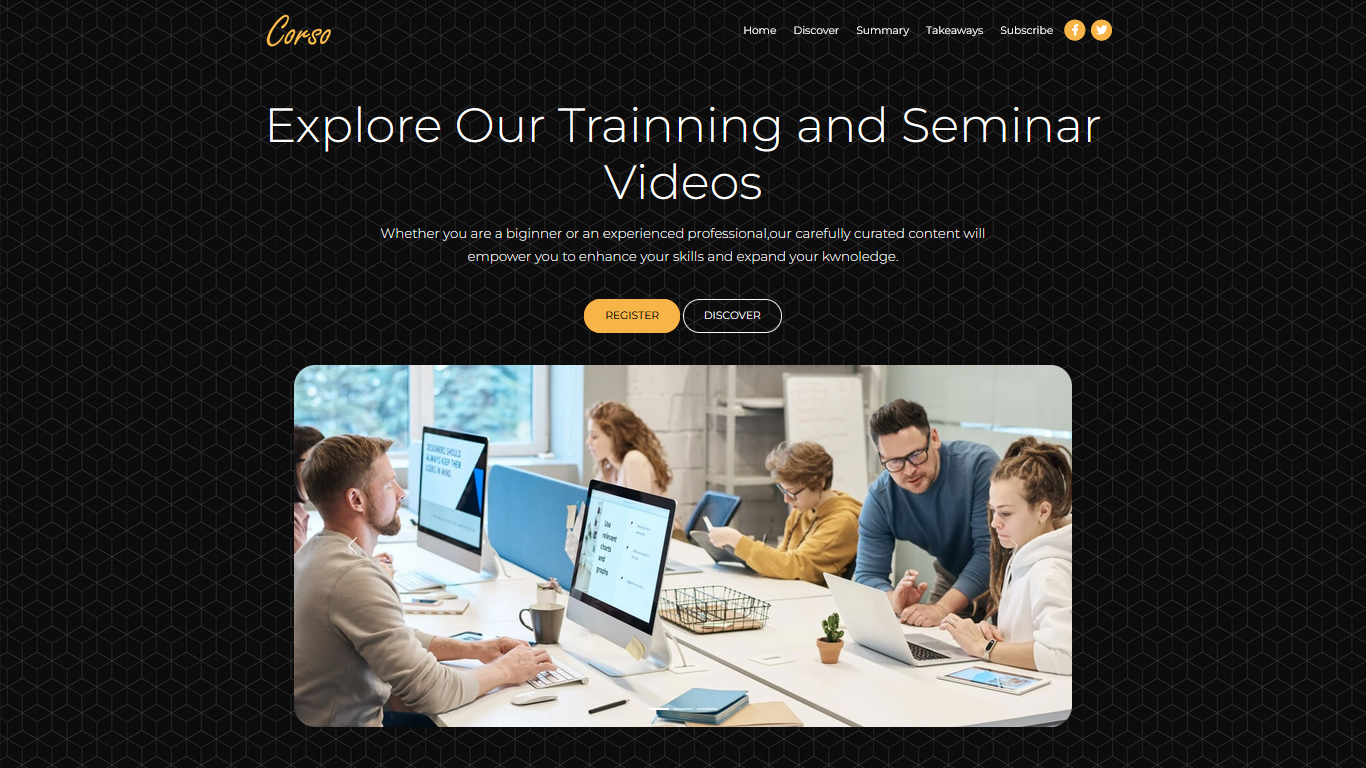 Corso
Home Discover Summary Takeaways Subscribe
Explore Our Trainning and Seminar
Videos
Whether you are a biginner or an experienced professional,our carefully curated content will
empower you to enhance your skills and expand your kwnoledge.
REGISTER DISCOVER
DESIGNERS SHOULD
ALWAYS KEEP THEIR
USERS IN MIND.
Use
relevant
charts
and
graphs